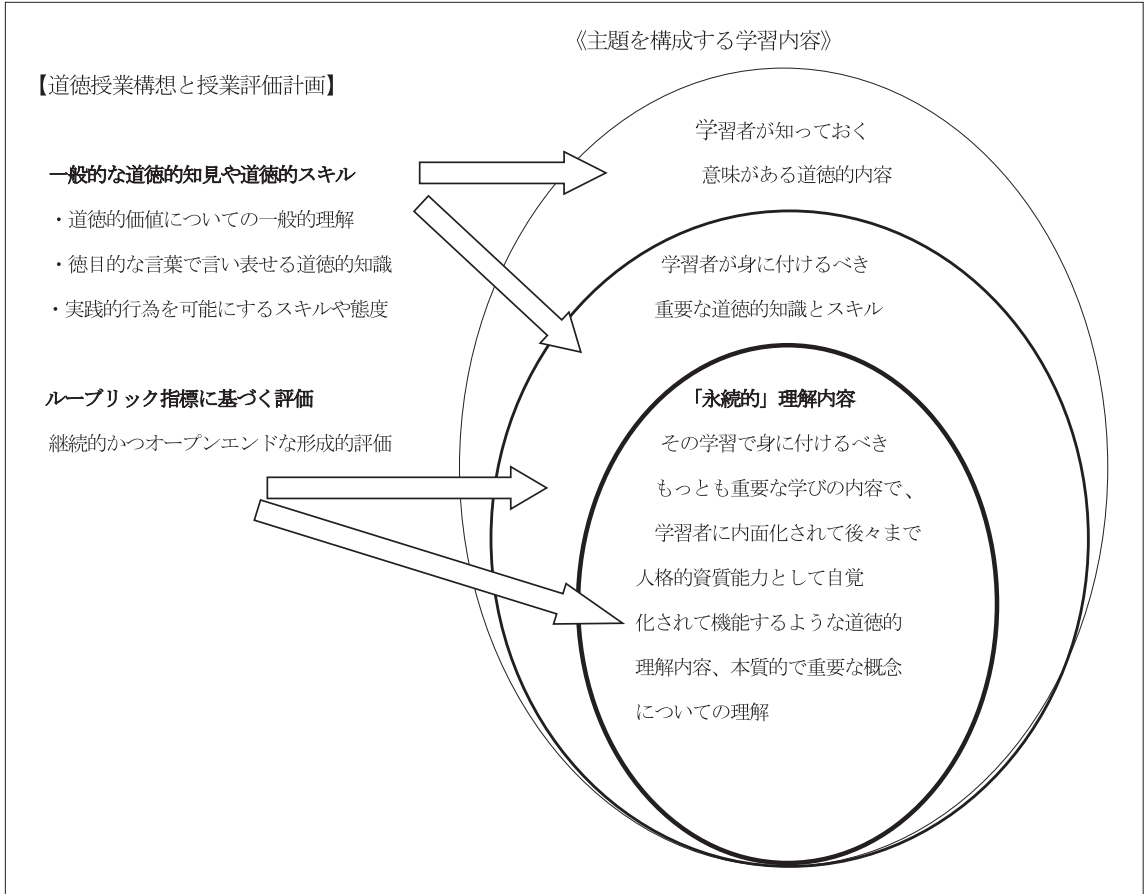 《主題を構成する学習内容》
【道徳授業構想と授業評価計画】
一般的な道徳的知見や道徳的スキル
・道徳的価値についての一般的理解
・徳目的な言葉で言い表せる道徳的知識
・実践的行為を可能にするスキルや態度
ルーブリック指標に基づく評価
継続的かつオープンエンドな形成的評価
学習者が知っておく
意味がある道徳的内容
学習者が身に付けるべき
重要な道徳的知識とスキル
「永続的」理解内容
その学習で身に付けるべき
もっとも重要な学びの内容で、
学習者に内面化されて後々まで
人格的資質能力として自覚
化されて機能するような道徳的
理解内容、本質的で重要な概念
についての理解